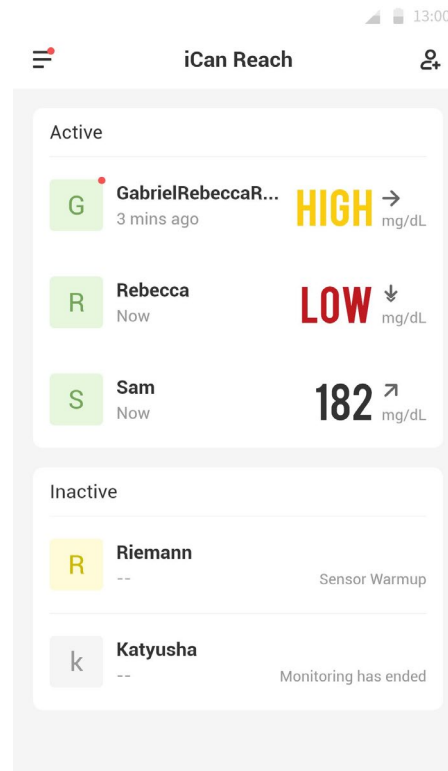 13:00
iCan Reach
Active
G
GabrielRebeccaR...
3 mins ago
HIGH
mg/dL
R
Rebecca
Now
LOW
mg/dL
S
Sam
Now
182
mg/dL
Inactive
R
Riemann
--
Sensor Warmup
k
Katyusha
--
Monitoring has ended